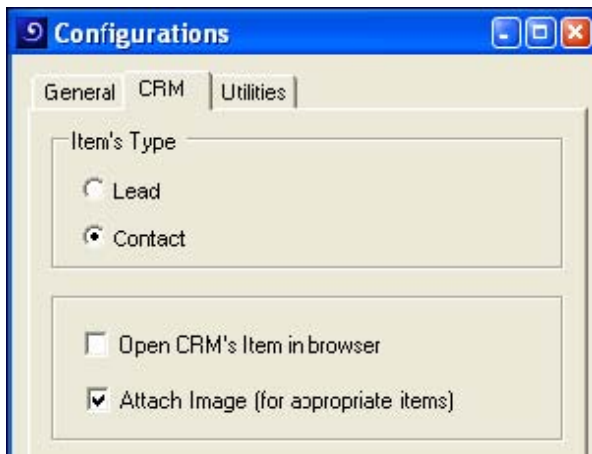 Configurations
General CRM Utilities
Item's Type
Lead
Contact
Open CRM's Item in browser
Attach Image (for appropriate items)